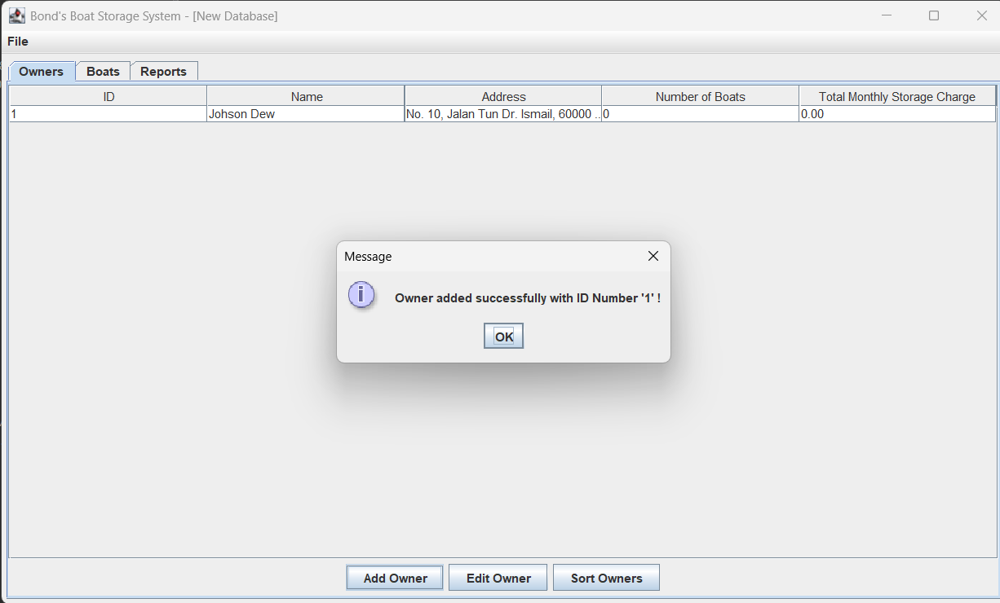 Bond's Boat Storage System - [New Database]
File
Owners Boats Reports
ID Name Address Number of Boats Total Monthly Storage Charge
1 Johson Dew No. 10, Jalan Tun Dr. Ismail, 60000 ... 0 0.00
Message
i Owner added successfully with ID Number '1' !
OK
Add Owner Edit Owner Sort Owners